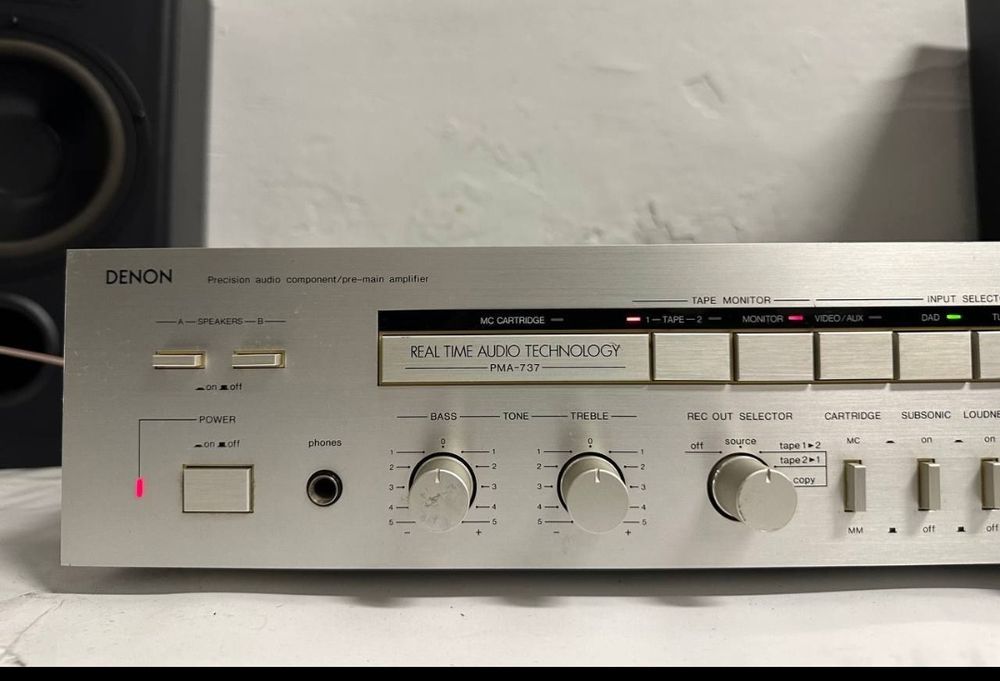 DENON Precision audio component/pre-main amplifier
TAPE MONITOR INPUT SELECTO
MC CARTRIDGE 1 TAPE 2 MONITOR VIDEO/AUX DAD TU
A SPEAKERS B
on off
REAL TIME AUDIO TECHNOLOGY
PMA-737
POWER
on off
phones
BASS TONE TREBLE
0 0
1 1 1 1
2 2 2 2
3 3 3 3
4 4 4 4
5 5 5 5
- + - +
REC OUT SELECTOR
off source tape 1▸2
tape 2▸1
copy
CARTRIDGE SUBSONIC LOUDNE
MC on on
MM off off